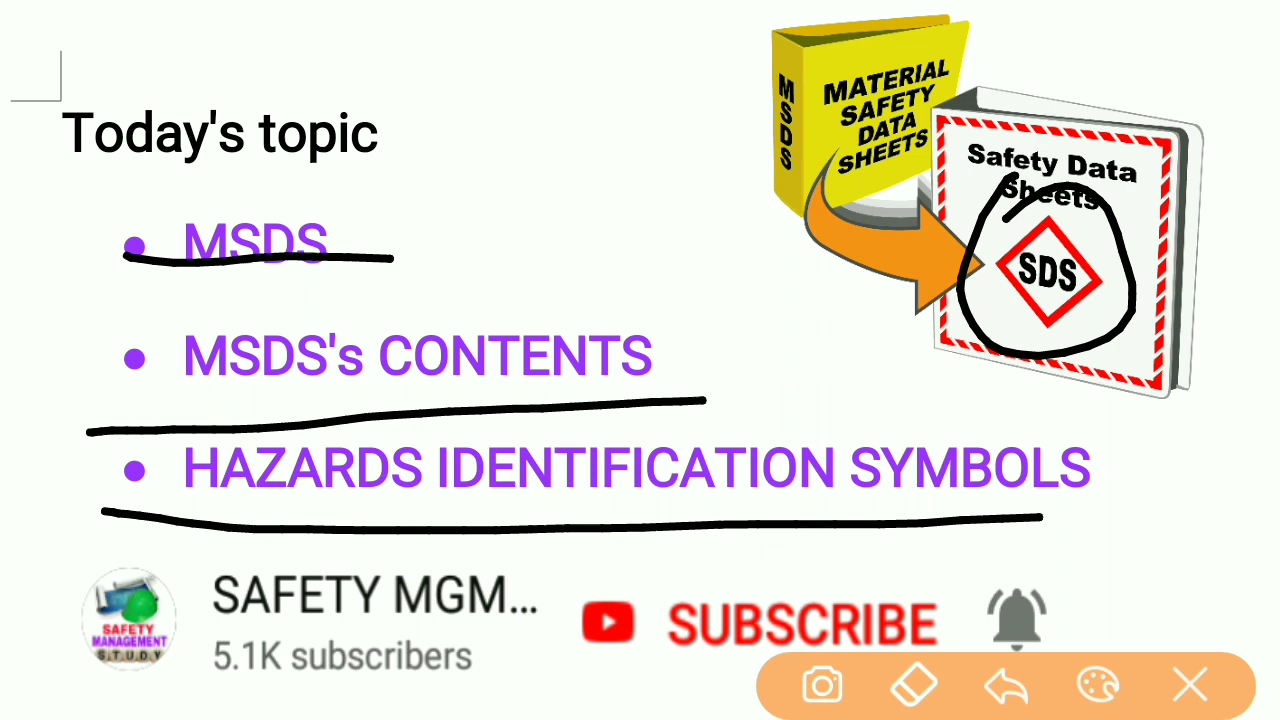 Today's topic
MSDS
MSDS's CONTENTS
HAZARDS IDENTIFICATION SYMBOLS
MSDS
MATERIAL
SAFETY
DATA
SHEETS
Safety Data
Sheets
SDS
SAFETY
MANAGEMENT
S.T.U.D.Y
SAFETY MGM...
5.1K subscribers
SUBSCRIBE